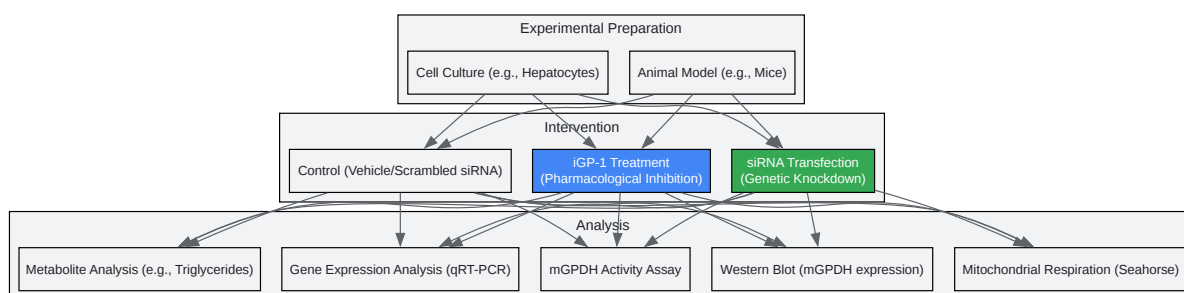 Experimental Preparation
Cell Culture (e.g., Hepatocytes)
Animal Model (e.g., Mice)
Intervention
Control (Vehicle/Scrambled siRNA)
iGP-1 Treatment
(Pharmacological Inhibition)
siRNA Transfection
(Genetic Knockdown)
Analysis
Metabolite Analysis (e.g., Triglycerides)
Gene Expression Analysis (qRT-PCR)
mGPDH Activity Assay
Western Blot (mGPDH expression)
Mitochondrial Respiration (Seahorse)